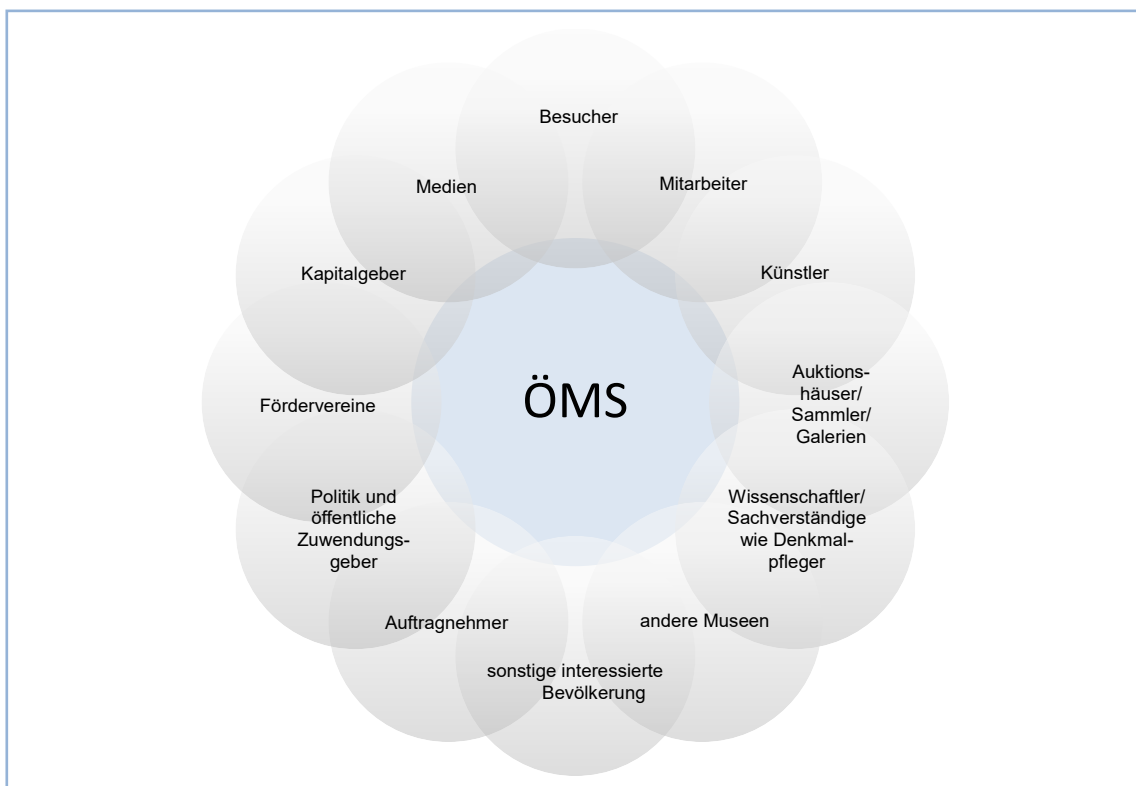 Besucher
Medien
Mitarbeiter
Kapitalgeber
Künstler
Auktions-
häuser/
Sammler/
Galerien
ÖMS
Fördervereine
Politik und
öffentliche
Zuwendungs-
geber
Wissenschaftler/
Sachverständige
wie Denkmal-
pfleger
Auftragnehmer
andere Museen
sonstige interessierte
Bevölkerung